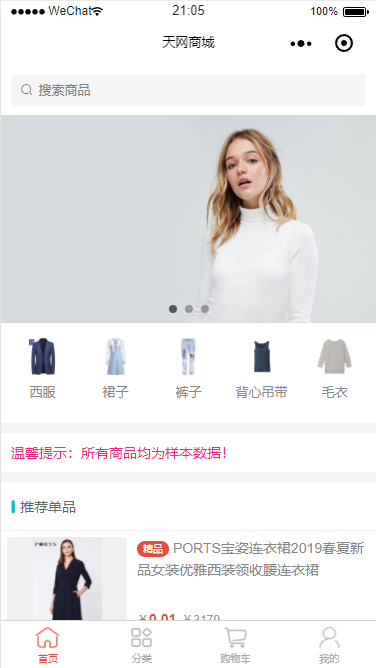 WeChat 21:05 100%
天网商城
搜索商品
西服 裙子 裤子 背心吊带 毛衣
温馨提示：所有商品均为样本数据！
推荐单品
PORTS
精品 PORTS宝姿连衣裙2019春夏新
品女装优雅西装领收腰连衣裙
￥0.01 ￥3179
首页 分类 购物车 我的